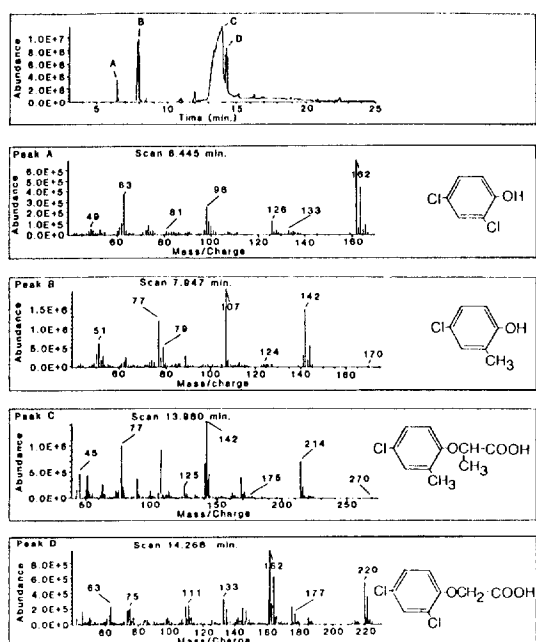 Abundance
1.0E+7
8.0E+6
6.0E+6
4.0E+6
2.0E+6
0.0E+0
A
B
C
D
5
10
15
20
25
Time (min.)
Peak A
Scan 6.445 min.
Abundance
6.0E+5
5.0E+5
4.0E+5
3.0E+5
2.0E+5
1.0E+5
0.0E+0
49
63
81
98
126
133
162
60
80
100
120
140
160
Mass/Charge
Cl
OH
Cl
Peak B
Scan 7.947 min.
Abundance
1.5E+6
1.0E+6
5.0E+5
0.0E+0
51
77
79
107
124
142
170
60
80
100
120
140
160
Mass/Charge
Cl
OH
CH3
Peak C
Scan 13.980 min.
Abundance
1.0E+6
5.0E+5
0.0E+0
45
77
125
142
175
214
270
50
100
150
200
250
Mass/Charge
Cl
O
COOH
CH3
CH3
Peak D
Scan 14.268 min.
Abundance
8.0E+5
6.0E+5
4.0E+5
2.0E+5
0.0E+0
63
75
111
133
162
177
220
60
80
100
120
140
160
180
200
220
Mass/Charge
Cl
OCH2-COOH
Cl